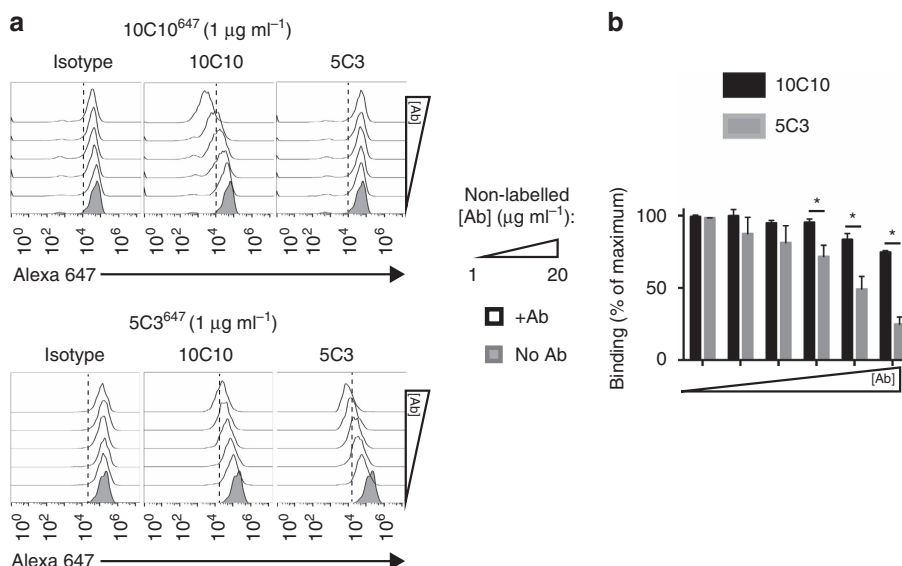 a
10C10⁶⁴⁷ (1 μg ml⁻¹)
Isotype 10C10 5C3
[Ab]
10⁰ 10² 10⁴ 10⁶ 10⁰ 10² 10⁴ 10⁶ 10⁰ 10² 10⁴ 10⁶
Alexa 647
5C3⁶⁴⁷ (1 μg ml⁻¹)
Isotype 10C10 5C3
[Ab]
10⁰ 10² 10⁴ 10⁶ 10⁰ 10² 10⁴ 10⁶ 10⁰ 10² 10⁴ 10⁶
Alexa 647
Non-labelled
[Ab] (μg ml⁻¹):
1 20
+Ab
No Ab
b
10C10
5C3
Binding (% of maximum)
100
50
0
* * *
[Ab]